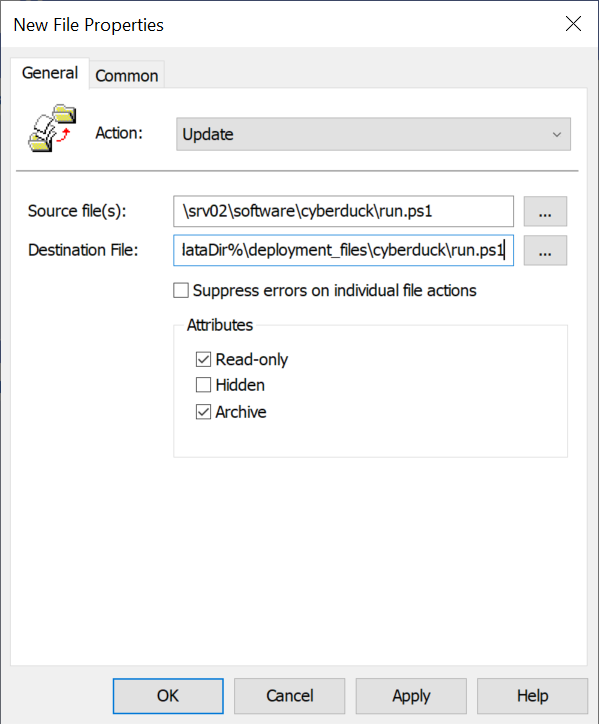 New File Properties
General Common
Action: Update
Source file(s): \srv02\software\cyberduck\run.ps1 ...
Destination File: lataDir%\deployment_files\cyberduck\run.ps1 ...
Suppress errors on individual file actions
Attributes
Read-only
Hidden
Archive
OK Cancel Apply Help